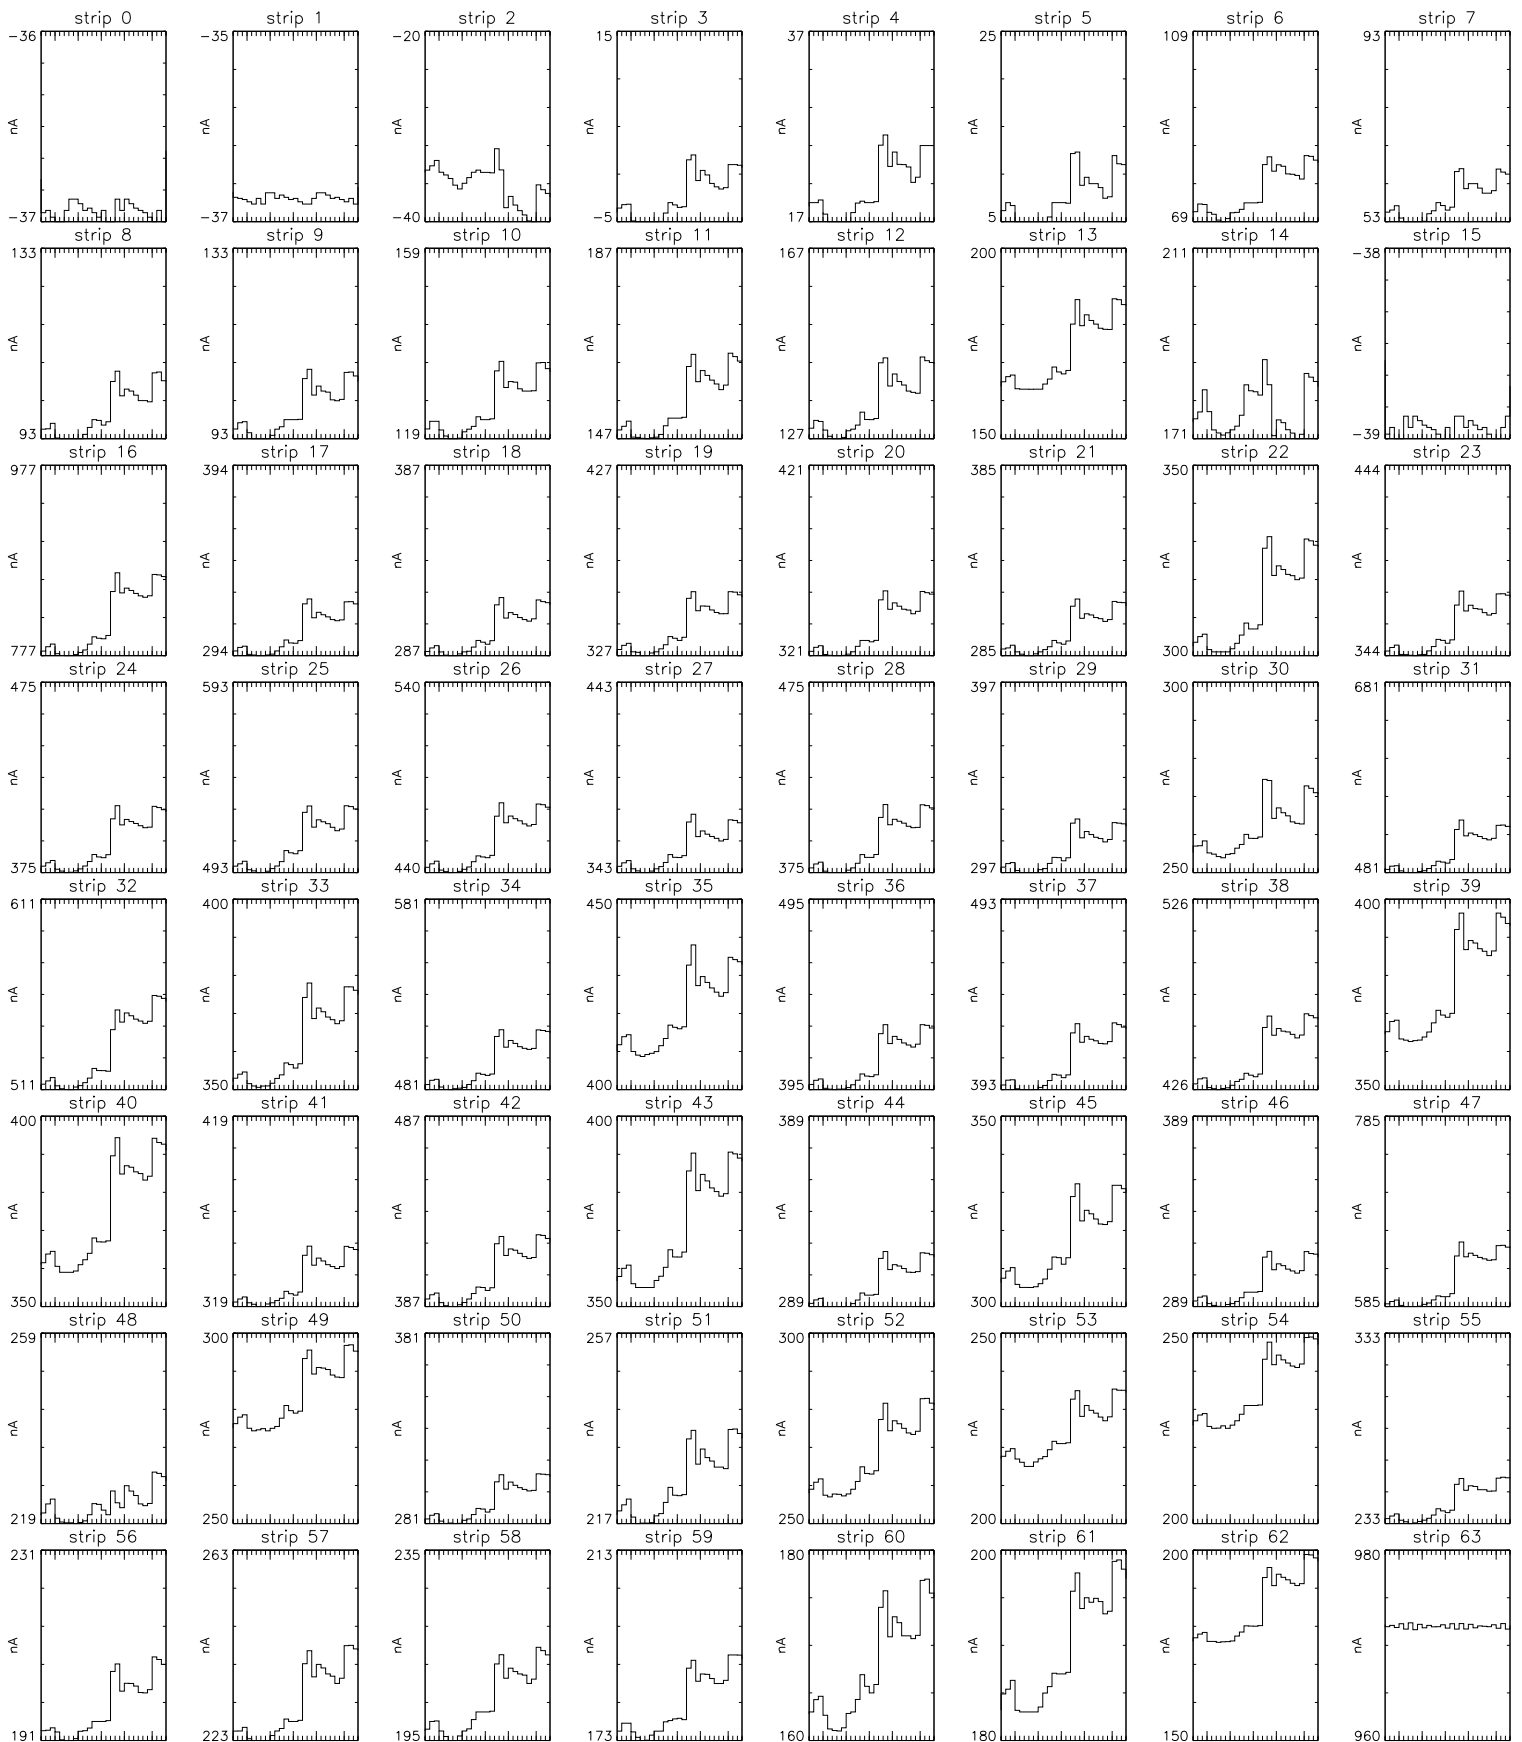 strip 0 strip 1 strip 2 strip 3 strip 4 strip 5 strip 6 strip 7
-36 -35 -20 15 37 25 109 93
nA nA nA nA nA nA nA nA
-37 -37 -40 -5 17 5 69 53
strip 8 strip 9 strip 10 strip 11 strip 12 strip 13 strip 14 strip 15
133 133 159 187 167 200 211 -38
nA nA nA nA nA nA nA nA
93 93 119 147 127 150 171 -39
strip 16 strip 17 strip 18 strip 19 strip 20 strip 21 strip 22 strip 23
977 394 387 427 421 385 350 444
nA nA nA nA nA nA nA nA
777 294 287 327 321 285 300 344
strip 24 strip 25 strip 26 strip 27 strip 28 strip 29 strip 30 strip 31
475 593 540 443 475 397 300 681
nA nA nA nA nA nA nA nA
375 493 440 343 375 297 250 481
strip 32 strip 33 strip 34 strip 35 strip 36 strip 37 strip 38 strip 39
611 400 581 450 495 493 526 400
nA nA nA nA nA nA nA nA
511 350 481 400 395 393 426 350
strip 40 strip 41 strip 42 strip 43 strip 44 strip 45 strip 46 strip 47
400 419 487 400 389 350 389 785
nA nA nA nA nA nA nA nA
350 319 387 350 289 300 289 585
strip 48 strip 49 strip 50 strip 51 strip 52 strip 53 strip 54 strip 55
259 300 381 257 300 250 250 333
nA nA nA nA nA nA nA nA
219 250 281 217 250 200 200 233
strip 56 strip 57 strip 58 strip 59 strip 60 strip 61 strip 62 strip 63
231 263 235 213 180 200 200 980
nA nA nA nA nA nA nA nA
191 223 195 173 160 180 150 960